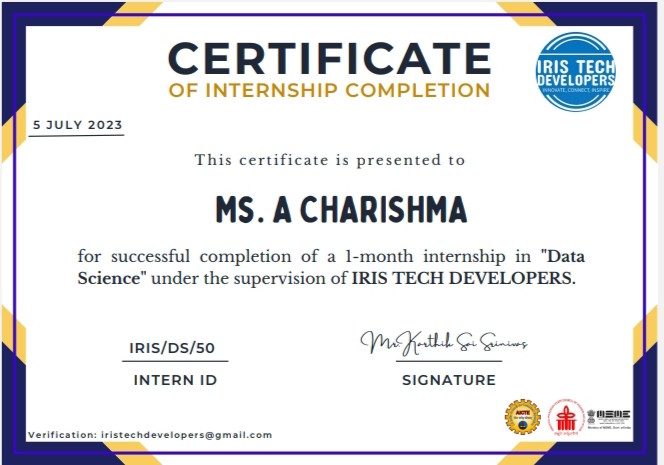 CERTIFICATE
OF INTERNSHIP COMPLETION
IRIS TECH
DEVELOPERS
INNOVATE, CONNECT, INSPIRE
5 JULY 2023
This certificate is presented to
MS. A CHARISHMA
for successful completion of a 1-month internship in "Data
Science" under the supervision of IRIS TECH DEVELOPERS.
IRIS/DS/50
INTERN ID
Mr.Karthik Sai Srinivas
SIGNATURE
AICTE
MSME
Verification: iristechdevelopers@gmail.com